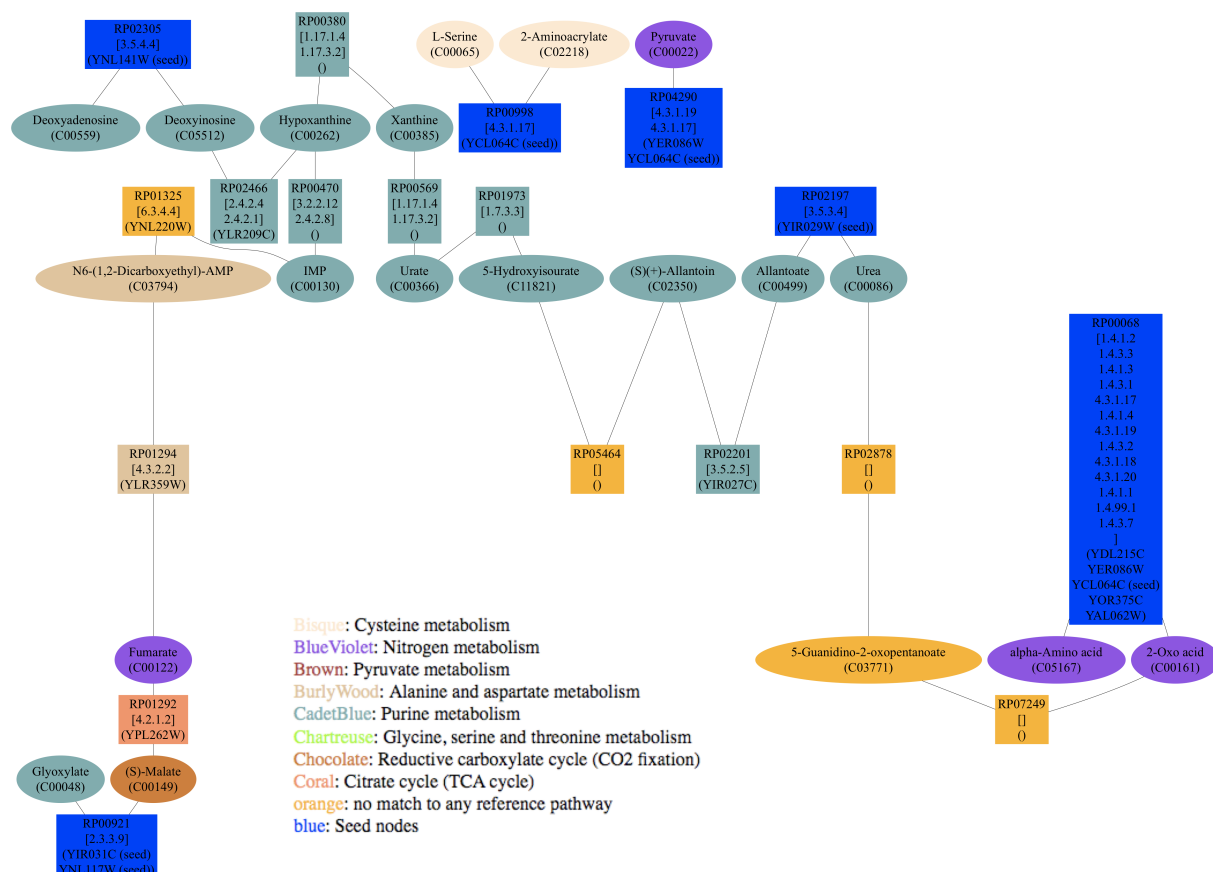 RP02305
[3.5.4.4]
(YNL141W (seed))
RP00380
[1.17.1.4
1.17.3.2]
()
L-Serine
(C00065)
2-Aminoacrylate
(C02218)
Pyruvate
(C00022)
Deoxyadenosine
(C00559)
Deoxyinosine
(C05512)
Hypoxanthine
(C00262)
Xanthine
(C00385)
RP00998
[4.3.1.17]
(YCL064C (seed))
RP04290
[4.3.1.19
4.3.1.17]
(YER086W
YCL064C (seed))
RP01325
[6.3.4.4]
(YNL220W)
RP02466
[2.4.2.4
2.4.2.1]
(YLR209C)
RP00470
[3.2.2.12
2.4.2.8]
()
RP00569
[1.17.1.4
1.17.3.2]
()
RP01973
[1.7.3.3]
()
RP02197
[3.5.3.4]
(YIR029W (seed))
N6-(1,2-Dicarboxyethyl)-AMP
(C03794)
IMP
(C00130)
Urate
(C00366)
5-Hydroxyisourate
(C11821)
(S)(+)-Allantoin
(C02350)
Allantoate
(C00499)
Urea
(C00086)
RP00068
[1.4.1.2
1.4.3.3
1.4.1.3
1.4.3.1
4.3.1.17
1.4.1.4
4.3.1.19
1.4.3.2
4.3.1.18
4.3.1.20
1.4.1.1
1.4.99.1
1.4.3.7
]
(YDL215C
YER086W
YCL064C (seed)
YOR375C
YAL062W)
RP01294
[4.3.2.2]
(YLR359W)
RP05464
[]
()
RP02201
[3.5.2.5]
(YIR027C)
RP02878
[]
()
Fumarate
(C00122)
5-Guanidino-2-oxopentanoate
(C03771)
alpha-Amino acid
(C05167)
2-Oxo acid
(C00161)
RP01292
[4.2.1.2]
(YPL262W)
RP07249
[]
()
Glyoxylate
(C00048)
(S)-Malate
(C00149)
RP00921
[2.3.3.9]
(YIR031C (seed)
YNL117W (seed))
Bisque: Cysteine metabolism
BlueViolet: Nitrogen metabolism
Brown: Pyruvate metabolism
BurlyWood: Alanine and aspartate metabolism
CadetBlue: Purine metabolism
Chartreuse: Glycine, serine and threonine metabolism
Chocolate: Reductive carboxylate cycle (CO2 fixation)
Coral: Citrate cycle (TCA cycle)
orange: no match to any reference pathway
blue: Seed nodes